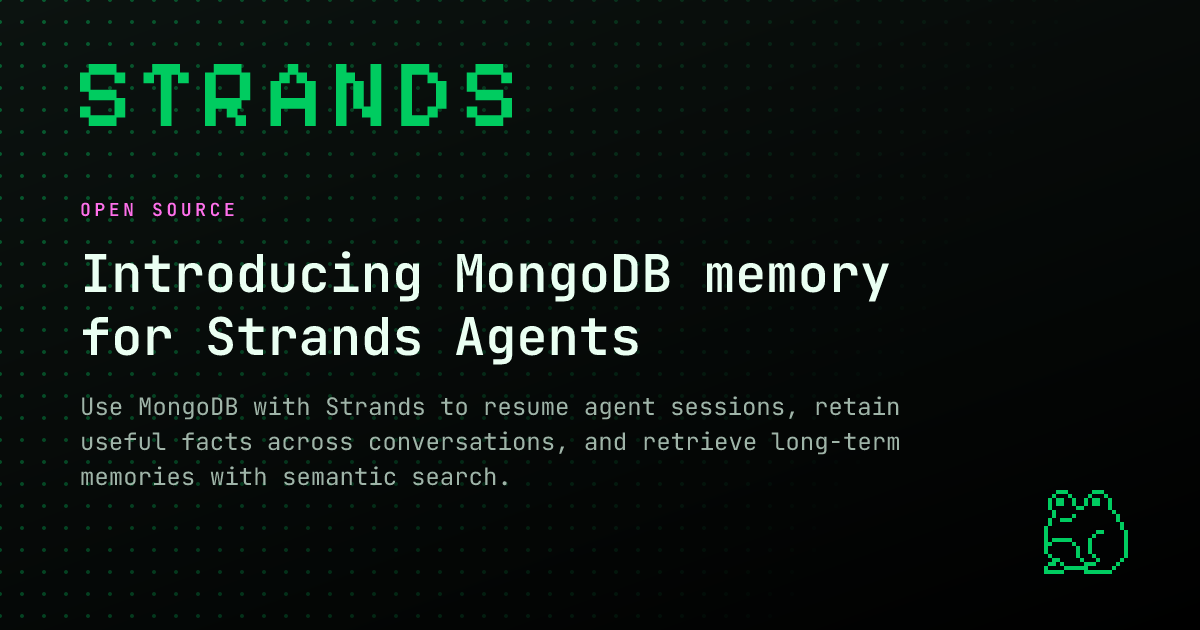 STRANDS
OPEN SOURCE
Introducing MongoDB memory
for Strands Agents
Use MongoDB with Strands to resume agent sessions, retain
useful facts across conversations, and retrieve long-term
memories with semantic search.